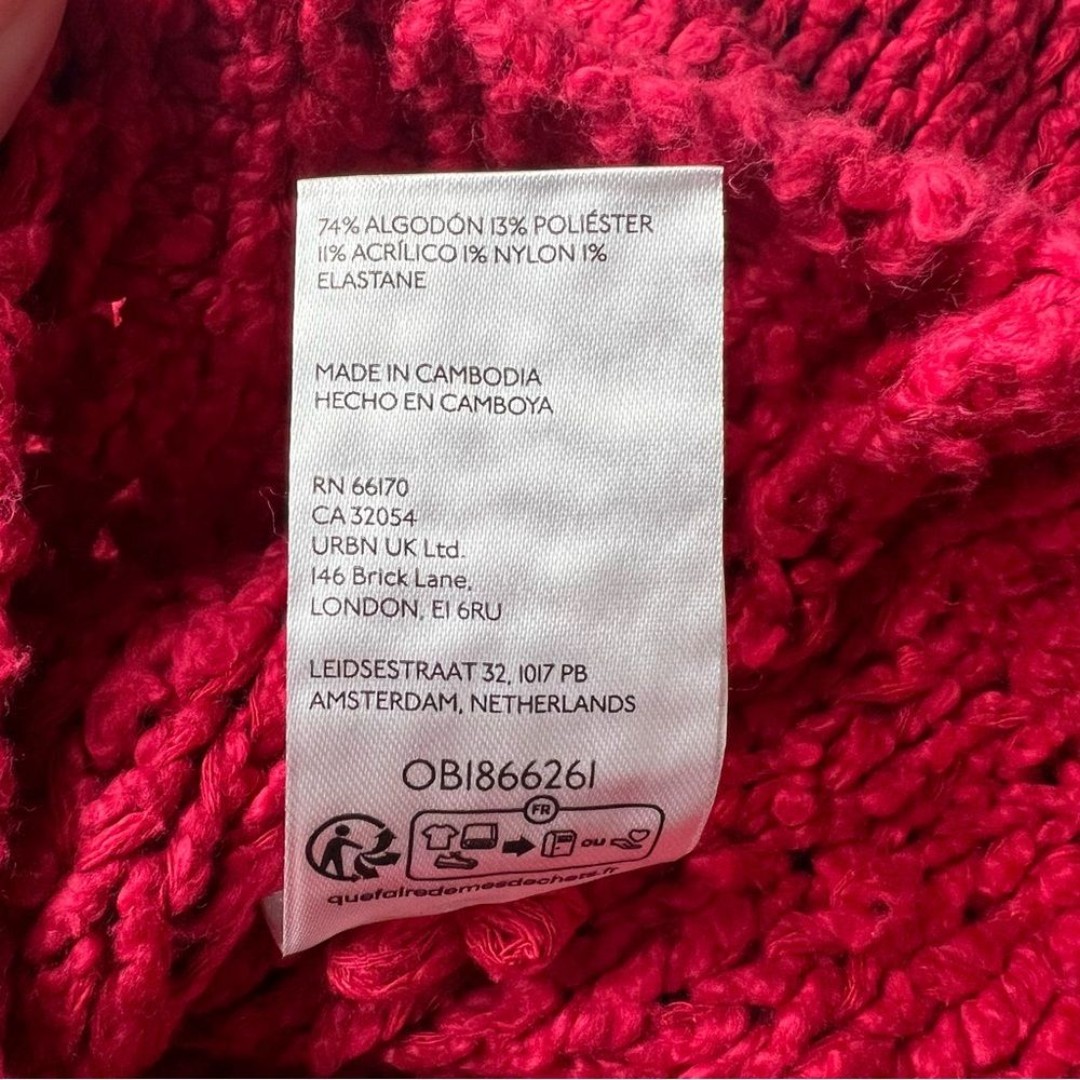 74% ALGODÓN 13% POLIÉSTER
11% ACRÍLICO 1% NYLON 1%
ELASTANE
MADE IN CAMBODIA
HECHO EN CAMBOYA
RN 66170
CA 32054
URBN UK Ltd.
146 Brick Lane,
LONDON, E1 6RU
LEIDSESTRAAT 32, 1017 PB
AMSTERDAM, NETHERLANDS
OB1866261
FR
ou
quefairedemesdechets.fr